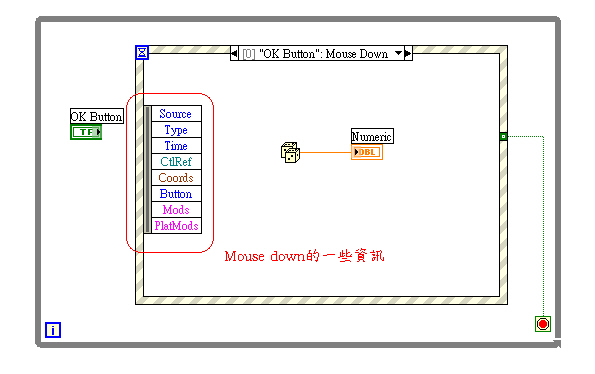 [0] "OK Button": Mouse Down
OK Button
TF
Source
Type
Time
CtlRef
Coords
Button
Mods
PlatMods
Numeric
DBL
Mouse down的一些資訊
i